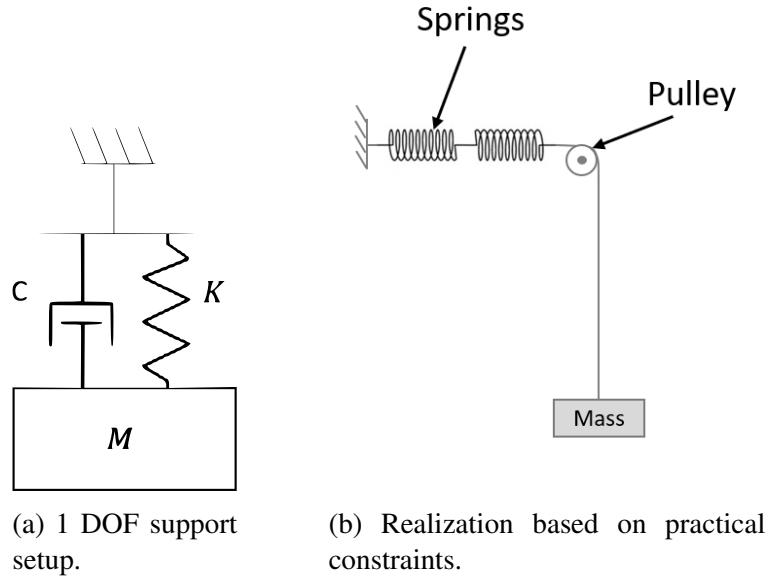 Springs
Pulley
C
K
M
Mass
(a) 1 DOF support
setup.
(b) Realization based on practical
constraints.